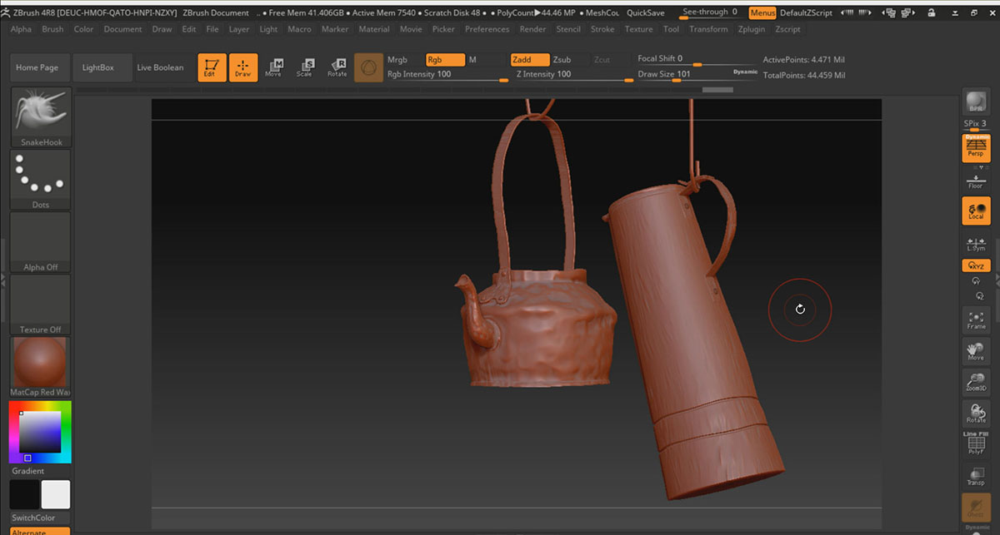 ZBrush 4R8 [DEUC-HMOF-QATO-HNPI-NZXY] ZBrush Document .. • Free Mem 41.406GB • Active Mem 7540 • Scratch Disk 48 • • PolyCount▶44.46 MP • MeshCou QuickSave See-through 0 Menus DefaultZScript
Alpha Brush Color Document Draw Edit File Layer Light Macro Marker Material Movie Picker Preferences Render Stencil Stroke Texture Tool Transform Zplugin Zscript
Home Page LightBox Live Boolean Edit Draw Move Scale Rotate
M S R
Mrgb Rgb M Zadd Zsub Zcut Focal Shift 0 ActivePoints: 4.471 Mil
Rgb Intensity 100 Z Intensity 100 Draw Size 101 Dynamic TotalPoints: 44.459 Mil
SnakeHook
Dots
Alpha Off
Texture Off
MatCap Red Wax
Gradient
SwitchColor
Alternate
BPR
SPix 3
Dynamic
Persp
Floor
Local
L.Sym
XYZ
Frame
Move
Zoom3D
Rotate
Line Fill
PolyF
Transp
Ghost
Dynamic